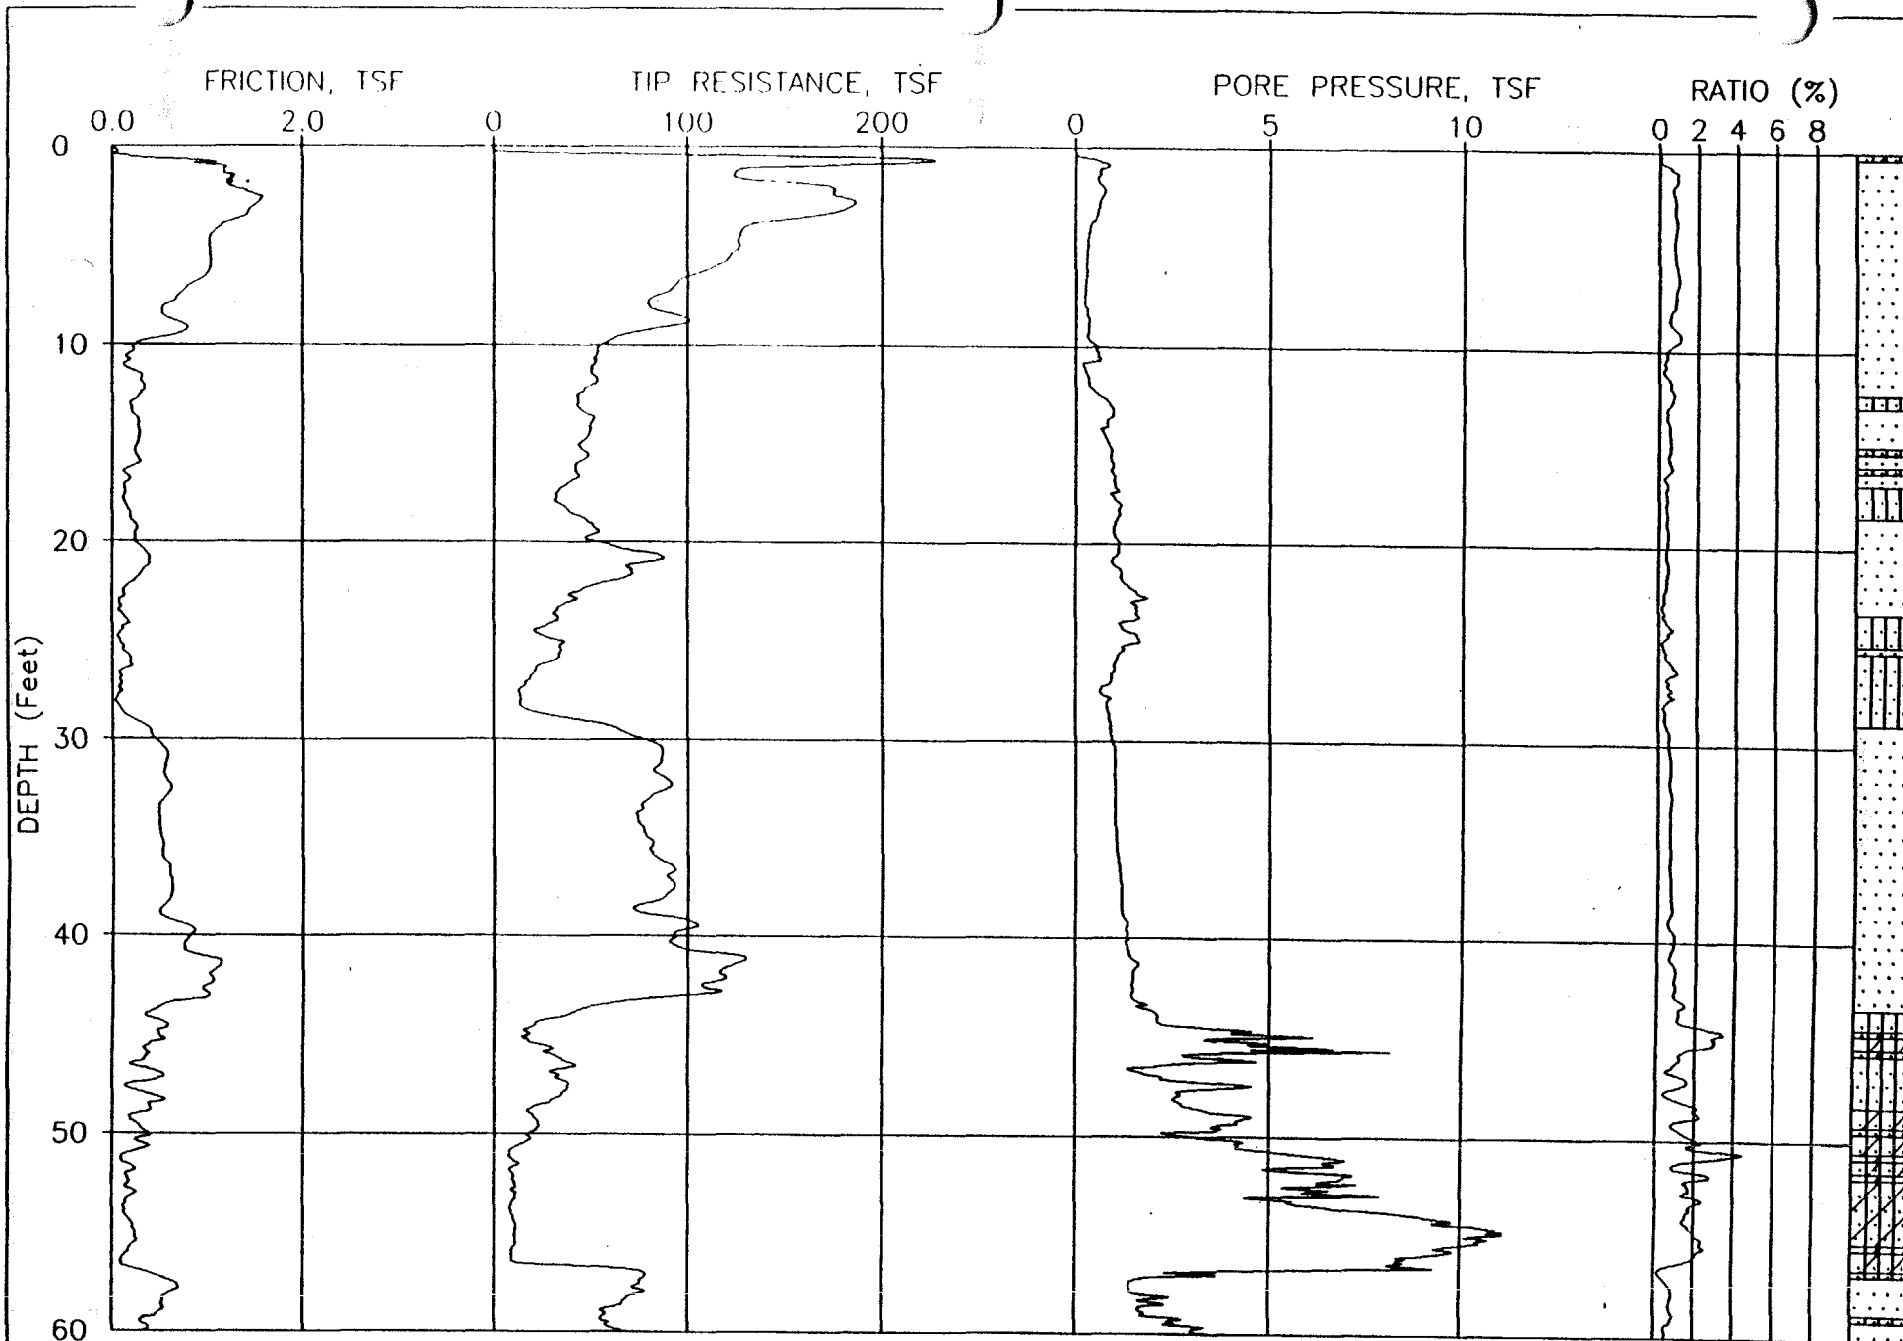 FRICTION, TSF TIP RESISTANCE, TSF PORE PRESSURE, TSF RATIO (%)
0.0 2.0 0 100 200 0 5 10 0 2 4 6 8
0
10
20
30
40
50
60
DEPTH (Feet)